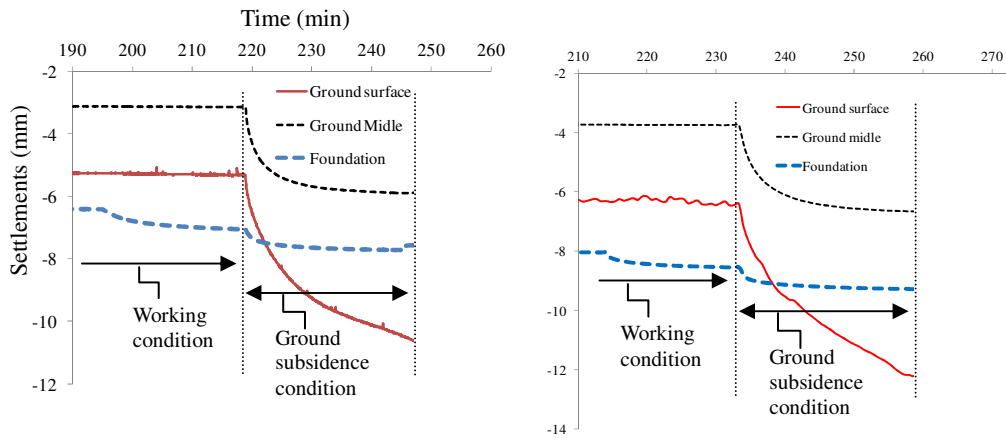 Time (min)
190 200 210 220 230 240 250 260
-2
-4
-6
-8
-10
-12
Settlements (mm)
Ground surface
Ground Midle
Foundation
Working
condition
Ground
subsidence
condition
210 220 230 240 250 260 270
-2
-4
-6
-8
-10
-12
-14
Ground surface
Ground midle
Foundation
Working
condition
Ground
subsidence
condition